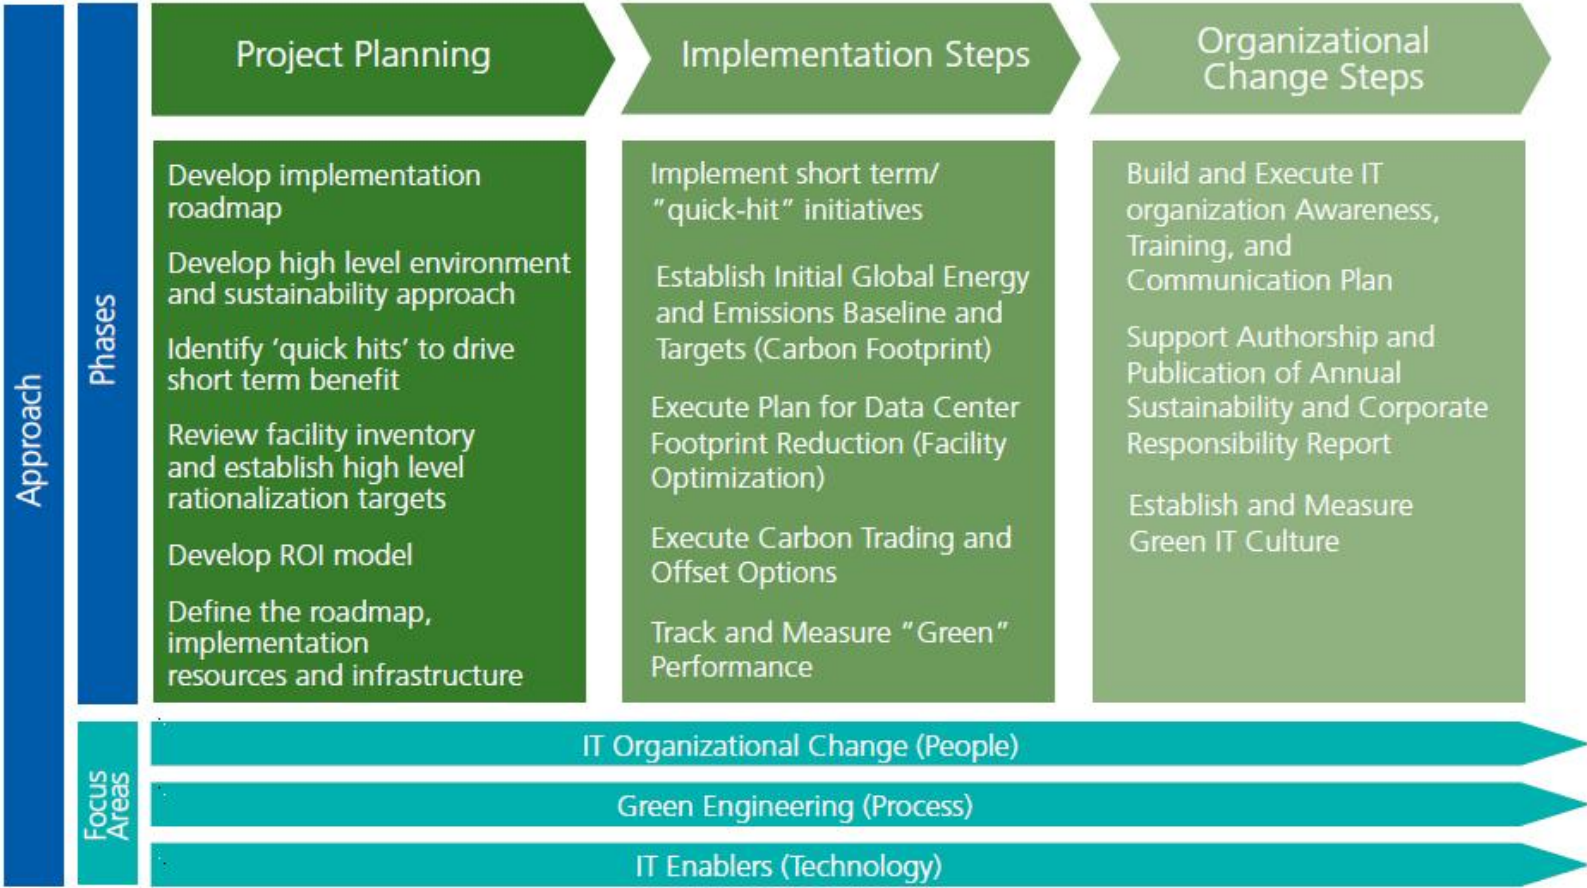 Approach
Phases
Project Planning
Develop implementation
roadmap
Develop high level environment
and sustainability approach
Identify ‘quick hits’ to drive
short term benefit
Review facility inventory
and establish high level
rationalization targets
Develop ROI model
Define the roadmap,
implementation
resources and infrastructure
Implementation Steps
Implement short term/
”quick-hit” initiatives
Establish Initial Global Energy
and Emissions Baseline and
Targets (Carbon Footprint)
Execute Plan for Data Center
Footprint Reduction (Facility
Optimization)
Execute Carbon Trading and
Offset Options
Track and Measure ”Green”
Performance
Organizational
Change Steps
Build and Execute IT
organization Awareness,
Training, and
Communication Plan
Support Authorship and
Publication of Annual
Sustainability and Corporate
Responsibility Report
Establish and Measure
Green IT Culture
Focus
Areas
IT Organizational Change (People)
Green Engineering (Process)
IT Enablers (Technology)